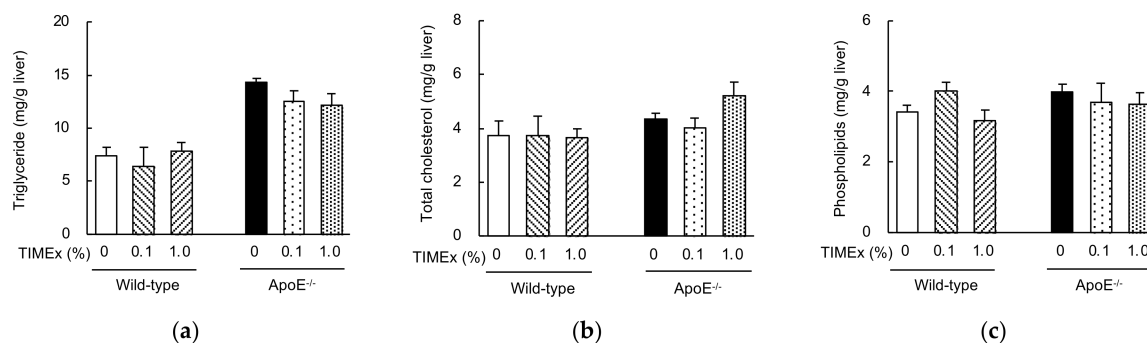 Triglyceride (mg/g liver)
20
15
10
5
0
TIMEx (%) 0 0.1 1.0 0 0.1 1.0
Wild-type ApoE-/-
(a)
Total cholesterol (mg/g liver)
8
6
4
2
0
TIMEx (%) 0 0.1 1.0 0 0.1 1.0
Wild-type ApoE-/-
(b)
Phospholipids (mg/g liver)
6
4
2
0
TIMEx (%) 0 0.1 1.0 0 0.1 1.0
Wild-type ApoE-/-
(c)